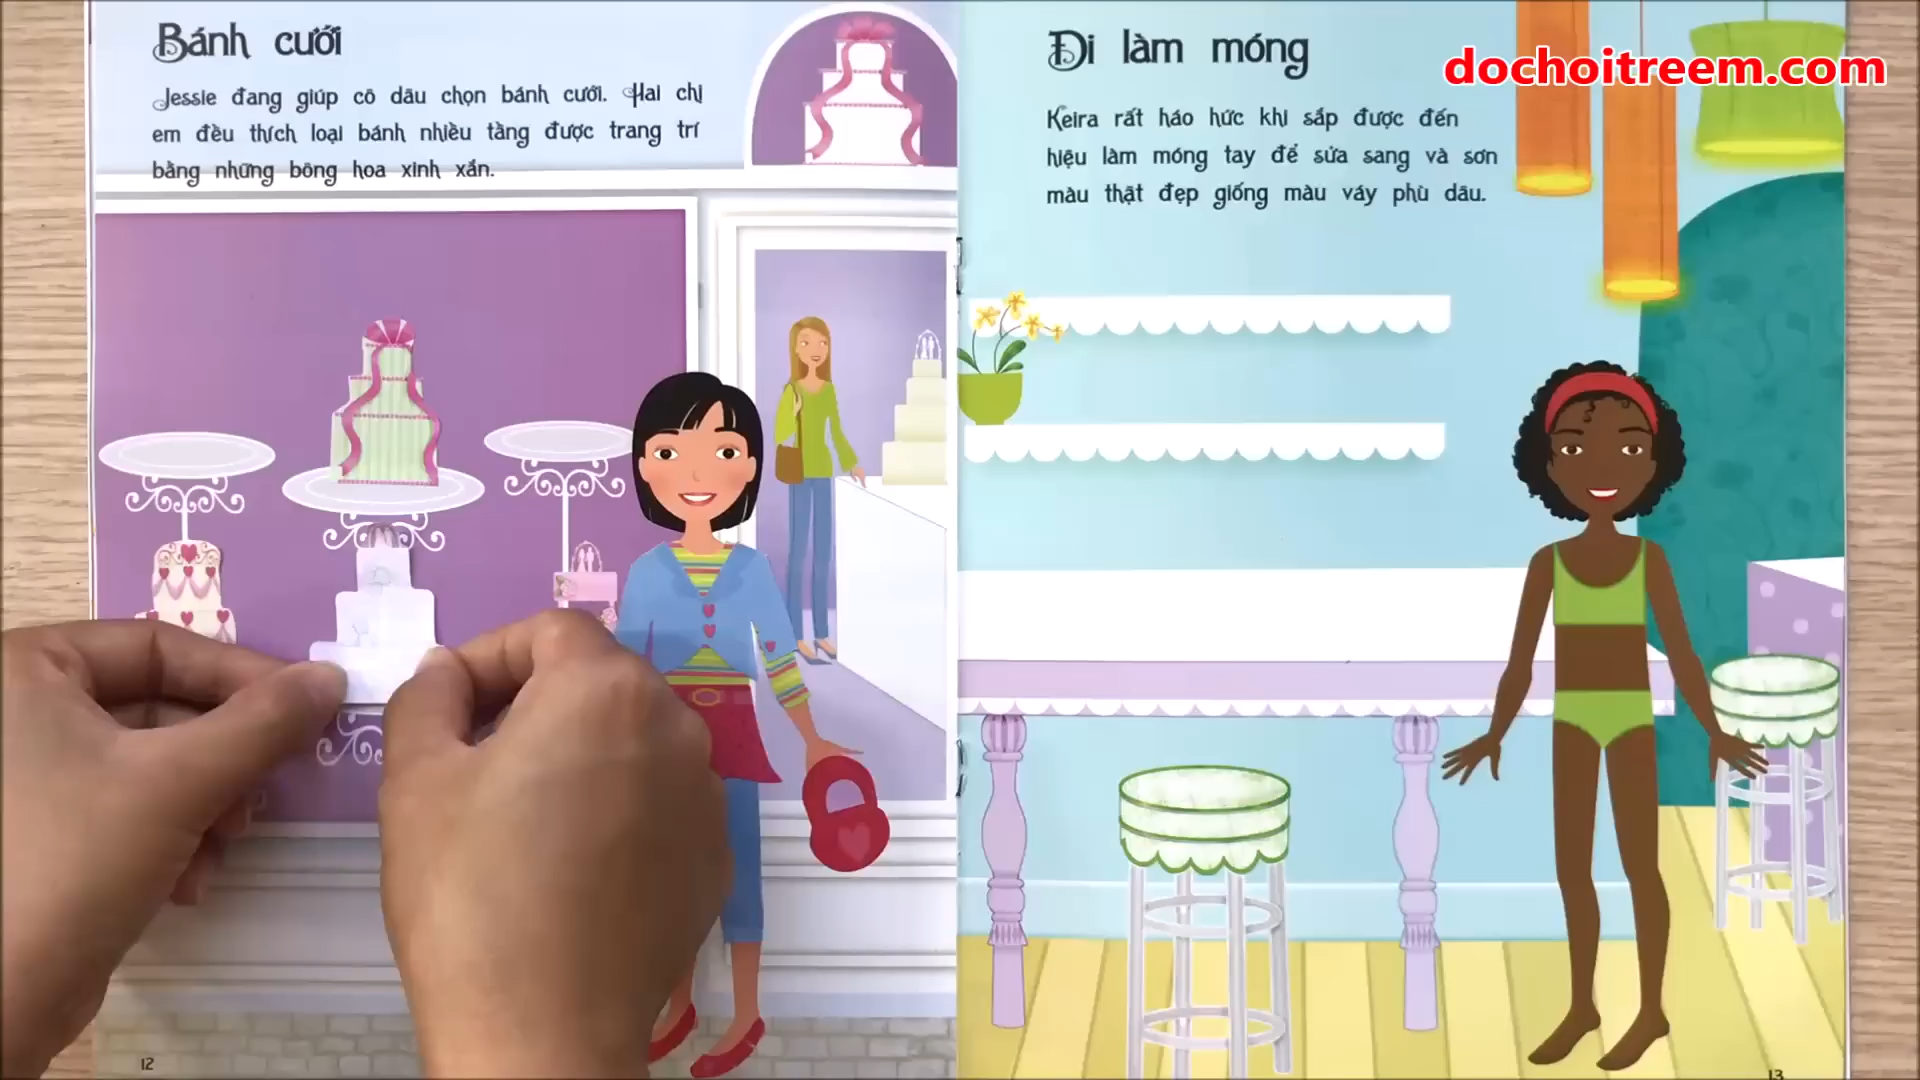 Bánh cưới
Jessie đang giúp cô dâu chọn bánh cưới. Hai chị
em đều thích loại bánh nhiều tầng được trang trí
bằng những bông hoa xinh xắn.
12
Đi làm móng
Keira rất háo hức khi sắp được đến
hiệu làm móng tay để sửa sang và sơn
màu thật đẹp giống màu váy phù dâu.
13
dochoitreem.com